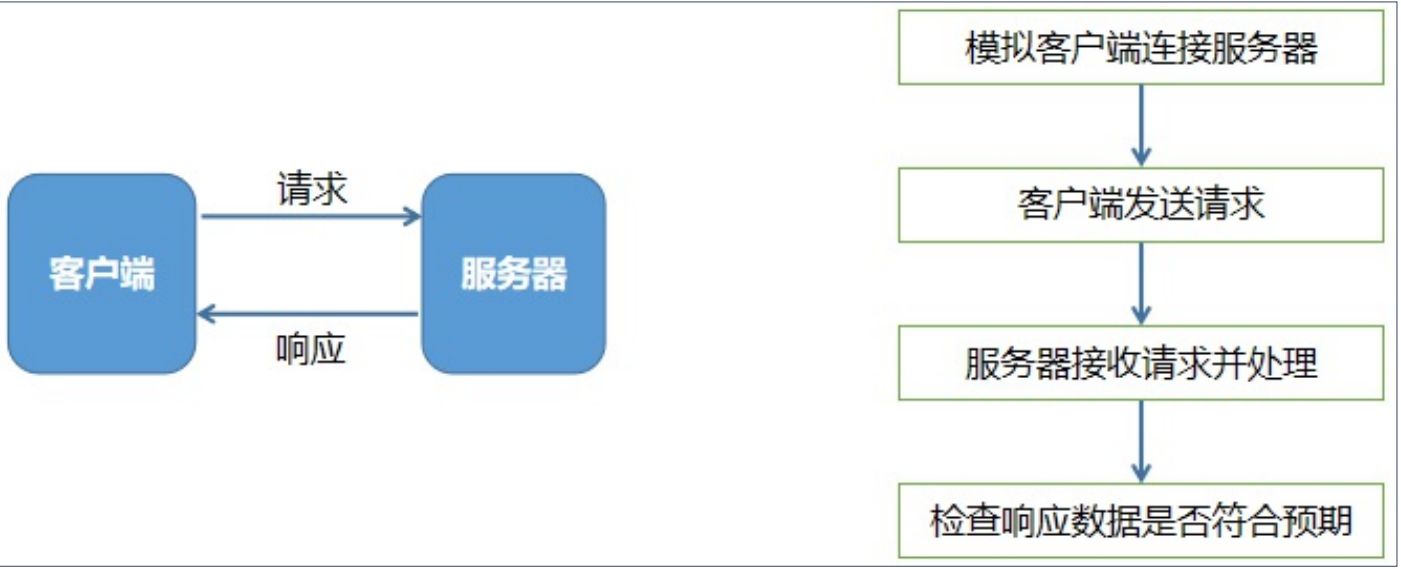 客户端
请求
响应
服务器
模拟客户端连接服务器
客户端发送请求
服务器接收请求并处理
检查响应数据是否符合预期